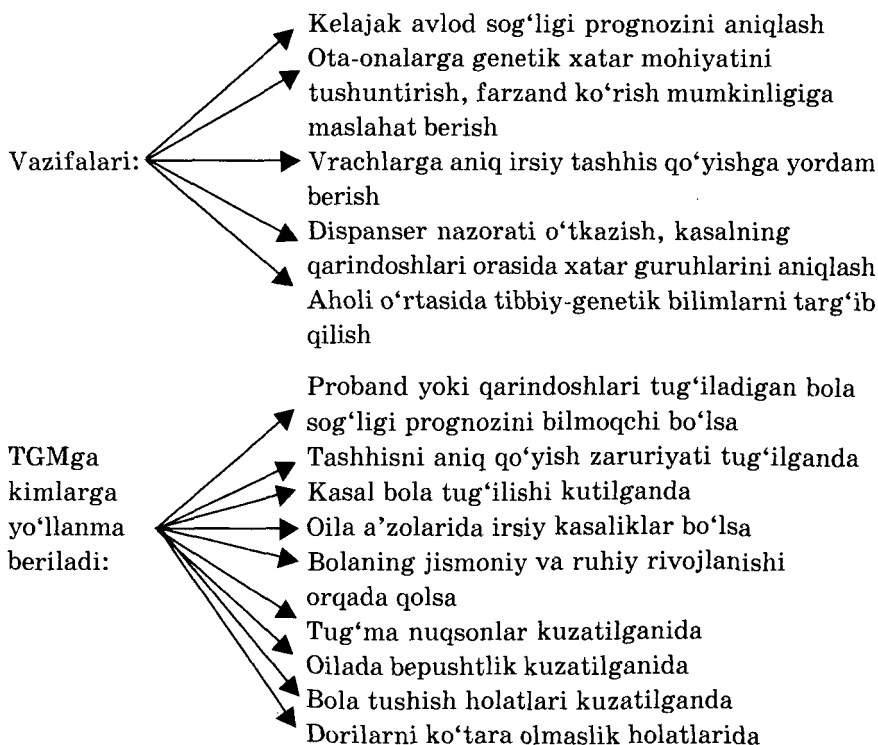 Kelajak avlod sog‘ligi prognozini aniqlash
Ota-onalarga genetik xatar mohiyatini
tushuntirish, farzand ko‘rish mumkinligiga
maslahat berish
Vazifalari:
Vrachlarga aniq irsiy tashhis qo‘yishga yordam
berish
Dispanser nazorati o‘tkazish, kasalning
qarindoshlari orasida xatar guruhlarini aniqlash
Aholi o‘rtasida tibbiy-genetik bilimlarni targ‘ib
qilish
Proband yoki qarindoshlari tug‘iladigan bola
sog‘ligi prognozini bilmoqchi bo‘lsa
TGMga
kimlarga
yo‘llanma
beriladi:
Tashhisni aniq qo‘yish zaruriyati tug‘ilganda
Kasal bola tug‘ilishi kutilganda
Oila a’zolarida irsiy kasaliklar bo‘lsa
Bolaning jismoniy va ruhiy rivojlanishi
orqada qolsa
Tug‘ma nuqsonlar kuzatilganida
Oilada bepushtlik kuzatilganida
Bola tushish holatlari kuzatilganda
Dorilarni ko‘tara olmaslik holatlarida